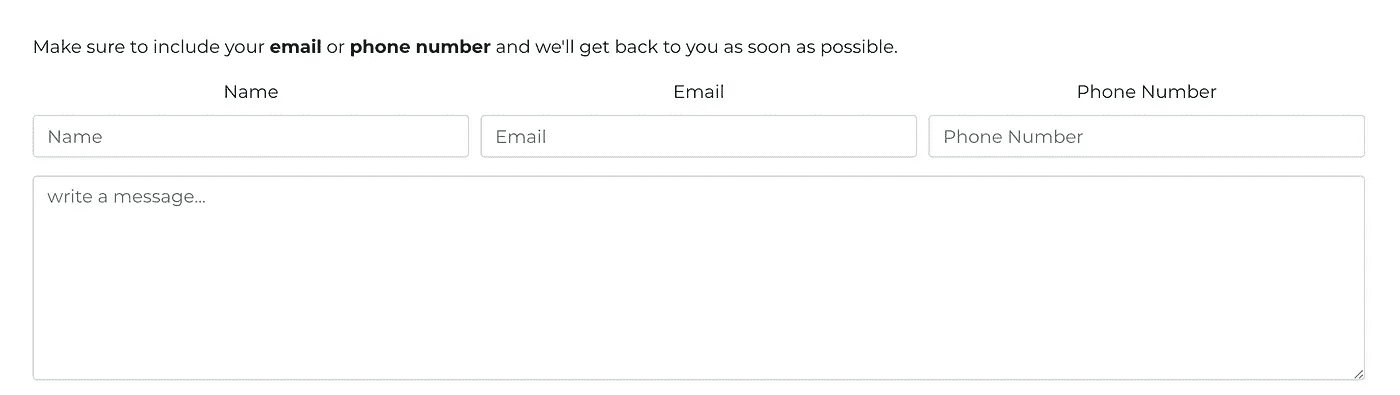 Make sure to include your email or phone number and we'll get back to you as soon as possible.
Name Email Phone Number
Name Email Phone Number
write a message...